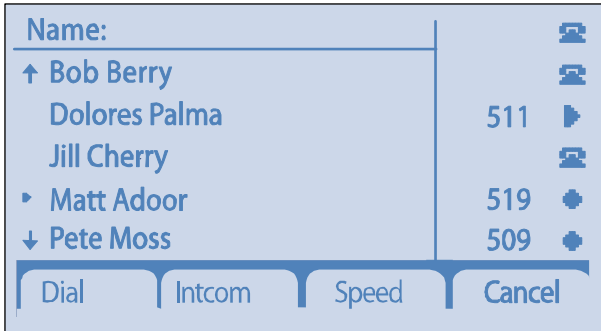 Name:
Bob Berry
Dolores Palma 511
Jill Cherry
Matt Adoor 519
Pete Moss 509
Dial Intcom Speed Cancel